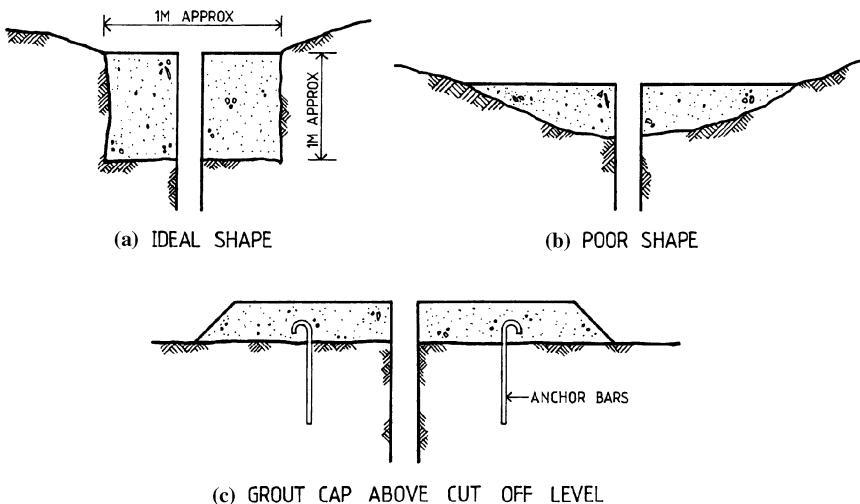 1M APPROX
1M APPROX
(a) IDEAL SHAPE
(b) POOR SHAPE
ANCHOR BARS
(c) GROUT CAP ABOVE CUT OFF LEVEL